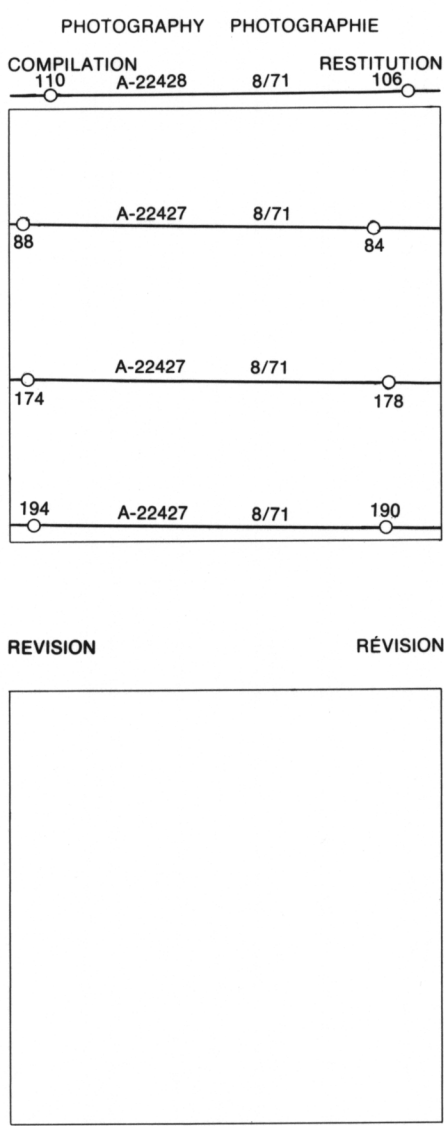 PHOTOGRAPHY PHOTOGRAPHIE
COMPILATION RESTITUTION
110 A-22428 8/71 106
A-22427 8/71
88 84
A-22427 8/71
174 178
194 A-22427 8/71 190
REVISION RÉVISION